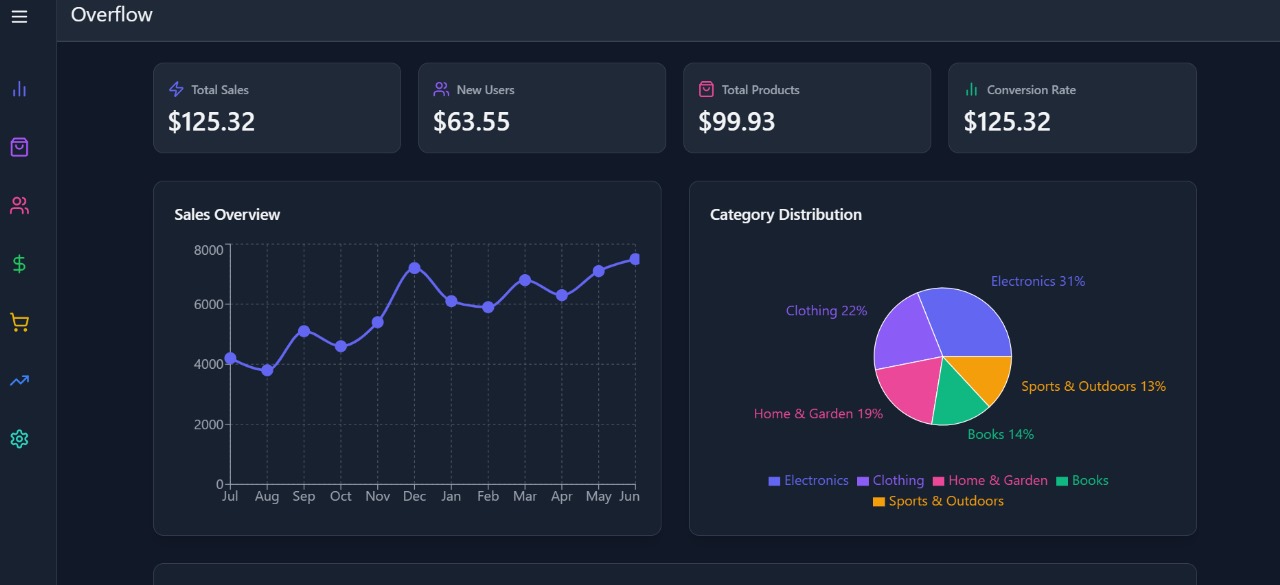 Overflow
Total Sales
$125.32
New Users
$63.55
Total Products
$99.93
Conversion Rate
$125.32
Sales Overview
8000
6000
4000
2000
0
Jul Aug Sep Oct Nov Dec Jan Feb Mar Apr May Jun
Category Distribution
Electronics 31%
Clothing 22%
Sports & Outdoors 13%
Home & Garden 19%
Books 14%
Electronics Clothing Home & Garden Books
Sports & Outdoors